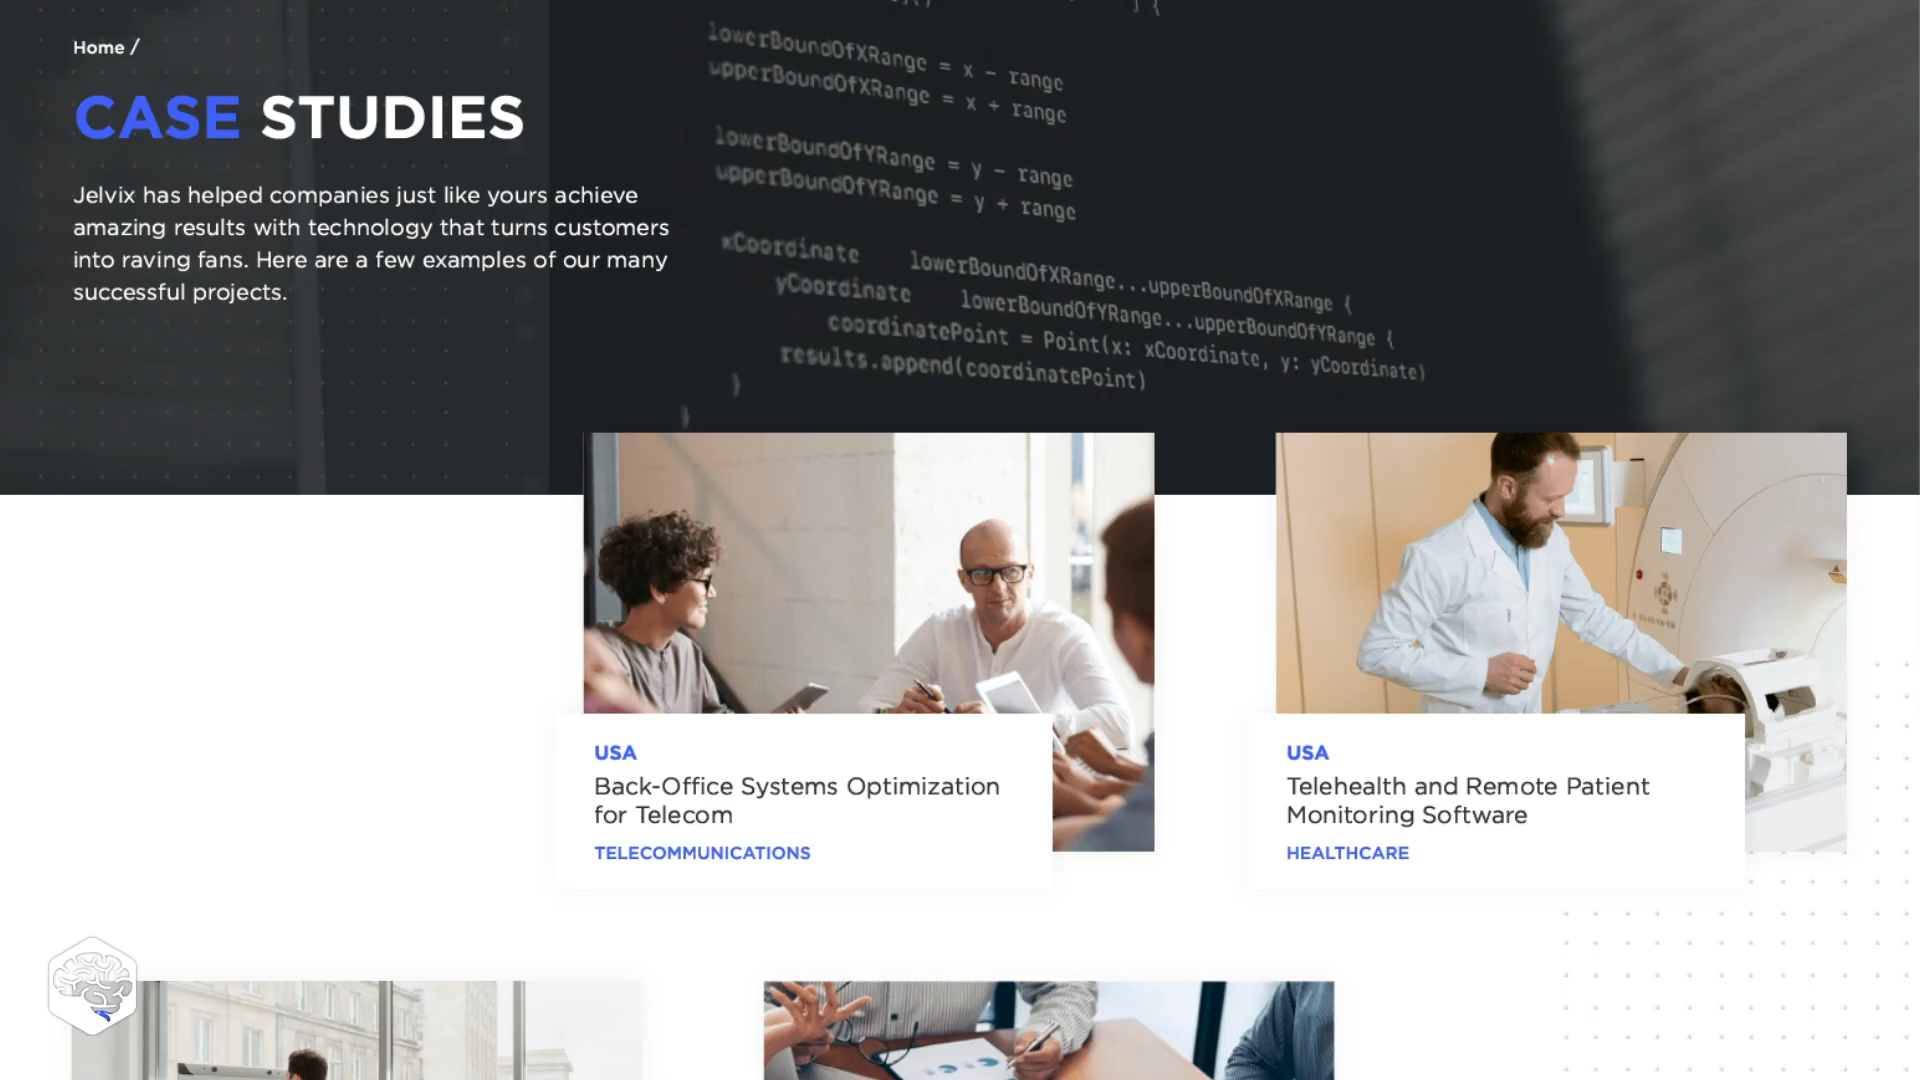 Home /
CASE STUDIES
Jelvix has helped companies just like yours achieve
amazing results with technology that turns customers
into raving fans. Here are a few examples of our many
successful projects.
lowerBoundOfXRange = x - range
upperBoundOfXRange = x + range
lowerBoundOfYRange = y - range
upperBoundOfYRange = y + range
xCoordinate lowerBoundOfXRange...upperBoundOfXRange {
yCoordinate lowerBoundOfYRange...upperBoundOfYRange {
coordinatePoint = Point(x: xCoordinate, y: yCoordinate)
results.append(coordinatePoint)
}
}
USA
Back-Office Systems Optimization
for Telecom
TELECOMMUNICATIONS
USA
Telehealth and Remote Patient
Monitoring Software
HEALTHCARE